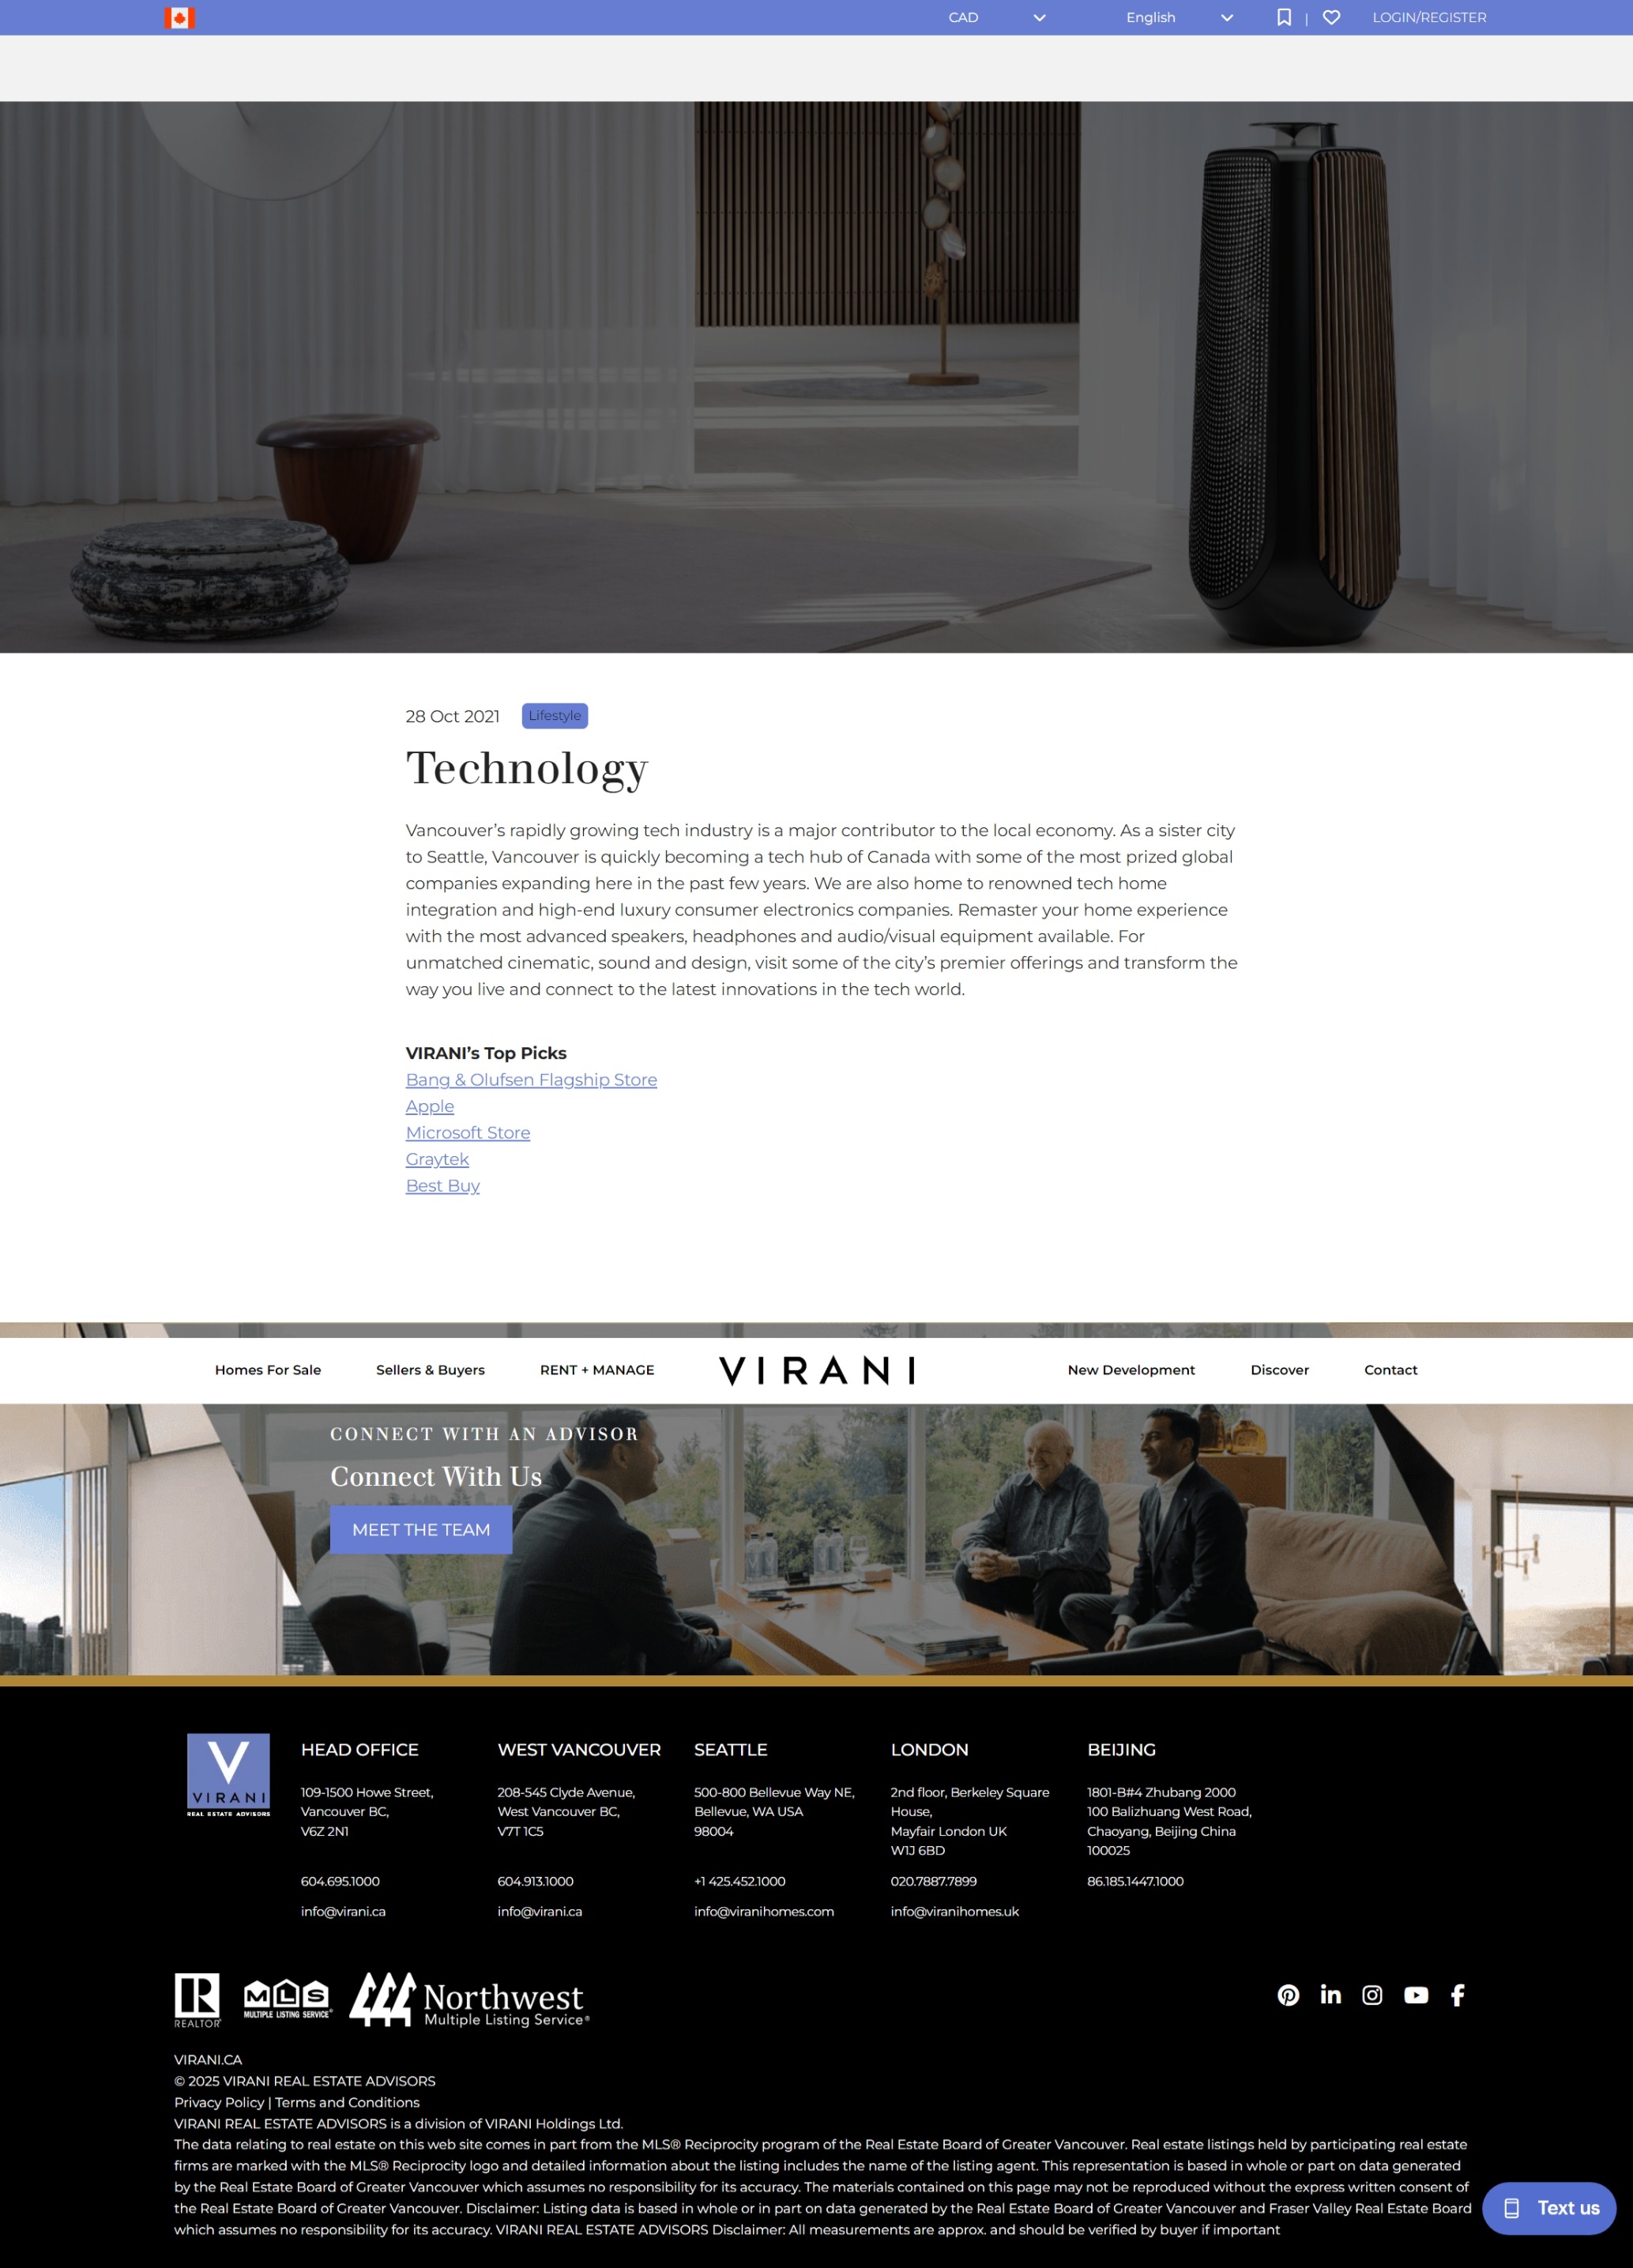 CAD
English
|
LOGIN/REGISTER
28 Oct 2021
Lifestyle
Technology
Vancouver’s rapidly growing tech industry is a major contributor to the local economy. As a sister city
to Seattle, Vancouver is quickly becoming a tech hub of Canada with some of the most prized global
companies expanding here in the past few years. We are also home to renowned tech home
integration and high-end luxury consumer electronics companies. Remaster your home experience
with the most advanced speakers, headphones and audio/visual equipment available. For
unmatched cinematic, sound and design, visit some of the city’s premier offerings and transform the
way you live and connect to the latest innovations in the tech world.
VIRANI’s Top Picks
Bang & Olufsen Flagship Store
Apple
Microsoft Store
Graytek
Best Buy
Homes For Sale
Sellers & Buyers
RENT + MANAGE
VIRANI
New Development
Discover
Contact
CONNECT WITH AN ADVISOR
Connect With Us
MEET THE TEAM
V
VIRANI
REAL ESTATE ADVISORS
HEAD OFFICE
109-1500 Howe Street,
Vancouver BC,
V6Z 2N1
604.695.1000
info@virani.ca
WEST VANCOUVER
208-545 Clyde Avenue,
West Vancouver BC,
V7T 1C5
604.913.1000
info@virani.ca
SEATTLE
500-800 Bellevue Way NE,
Bellevue, WA USA
98004
+1 425.452.1000
info@viranihomes.com
LONDON
2nd floor, Berkeley Square
House,
Mayfair London UK
W1J 6BD
020.7887.7899
info@viranihomes.uk
BEIJING
1801-B#4 Zhubang 2000
100 Balizhuang West Road,
Chaoyang, Beijing China
100025
86.185.1447.1000
R
REALTOR®
MLS
MULTIPLE LISTING SERVICE®
Northwest
Multiple Listing Service®
VIRANI.CA
© 2025 VIRANI REAL ESTATE ADVISORS
Privacy Policy | Terms and Conditions
VIRANI REAL ESTATE ADVISORS is a division of VIRANI Holdings Ltd.
The data relating to real estate on this web site comes in part from the MLS® Reciprocity program of the Real Estate Board of Greater Vancouver. Real estate listings held by participating real estate
firms are marked with the MLS® Reciprocity logo and detailed information about the listing includes the name of the listing agent. This representation is based in whole or part on data generated
by the Real Estate Board of Greater Vancouver which assumes no responsibility for its accuracy. The materials contained on this page may not be reproduced without the express written consent of
the Real Estate Board of Greater Vancouver. Disclaimer: Listing data is based in whole or in part on data generated by the Real Estate Board of Greater Vancouver and Fraser Valley Real Estate Board
which assumes no responsibility for its accuracy. VIRANI REAL ESTATE ADVISORS Disclaimer: All measurements are approx. and should be verified by buyer if important
Text us